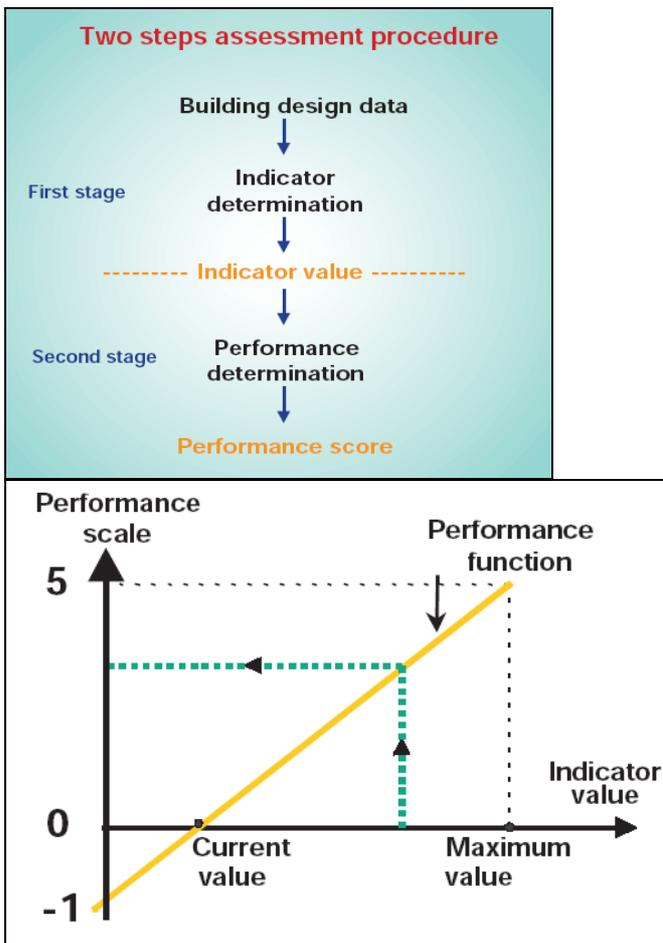 Two steps assessment procedure
Building design data
First stage
Indicator
determination
Indicator value
Second stage
Performance
determination
Performance score
Performance
scale
Performance
function
5
Indicator
value
0
Current
value
Maximum
value
-1